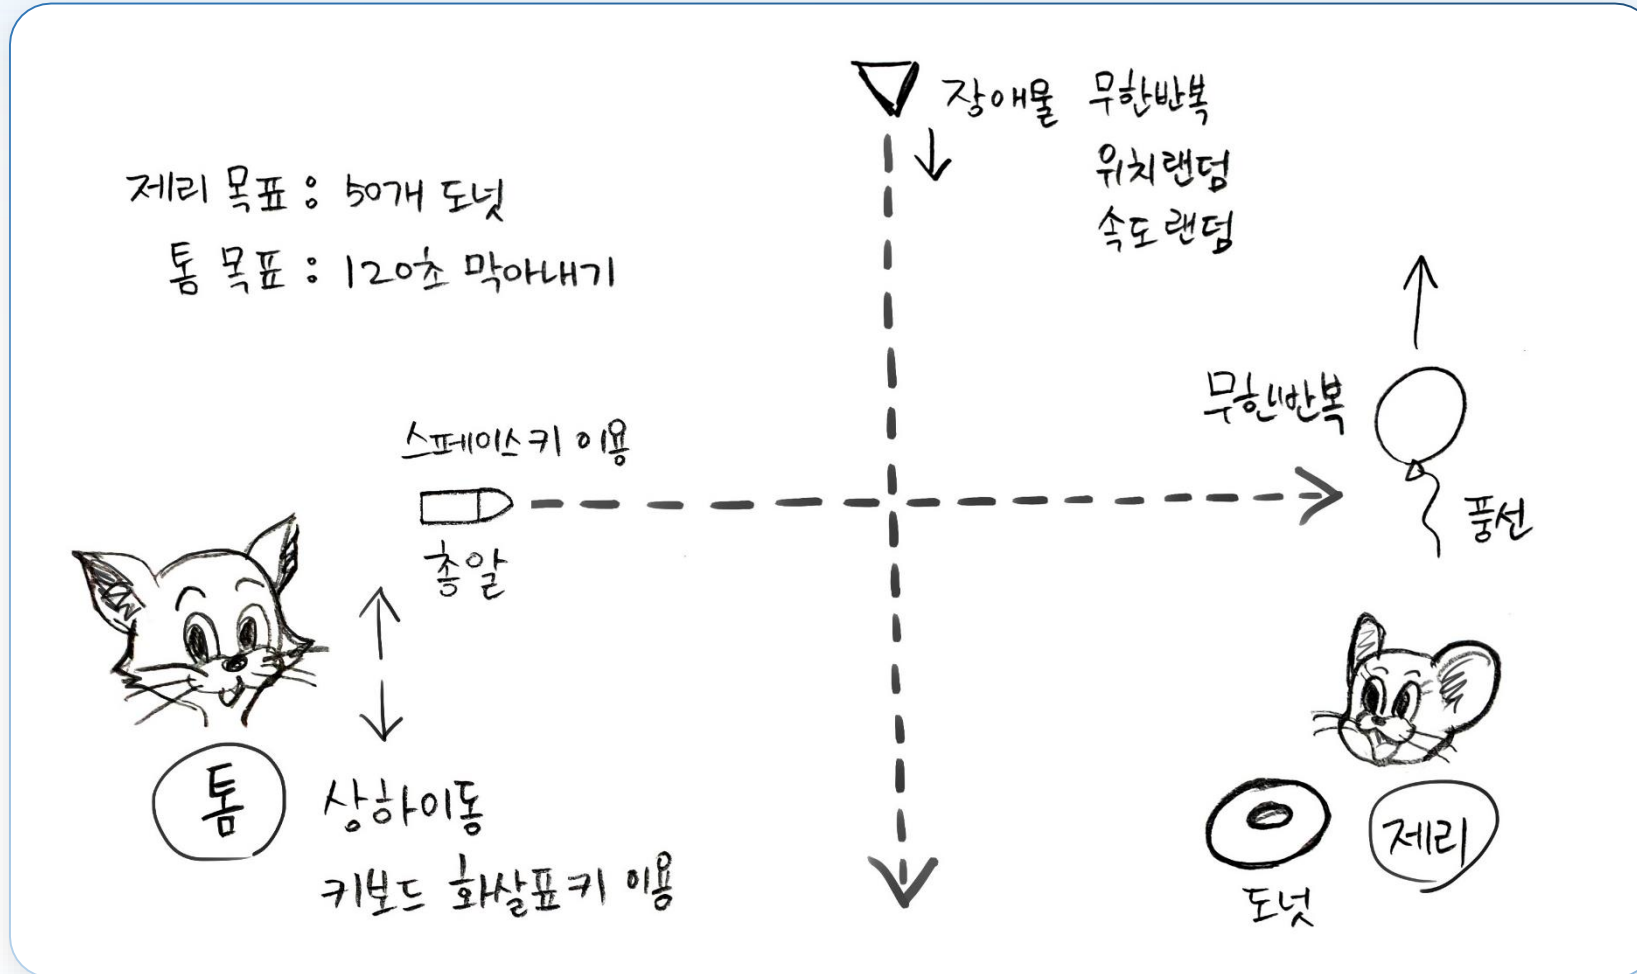 장애물 무한반복
위치랜덤
속도랜덤
제리 목표 : 50개 도넛
톰 목표 : 120초 막아내기
무한반복
풍선
스페이스키 이용
총알
톰
상하이동
키보드 화살표키 이용
제리
도넛